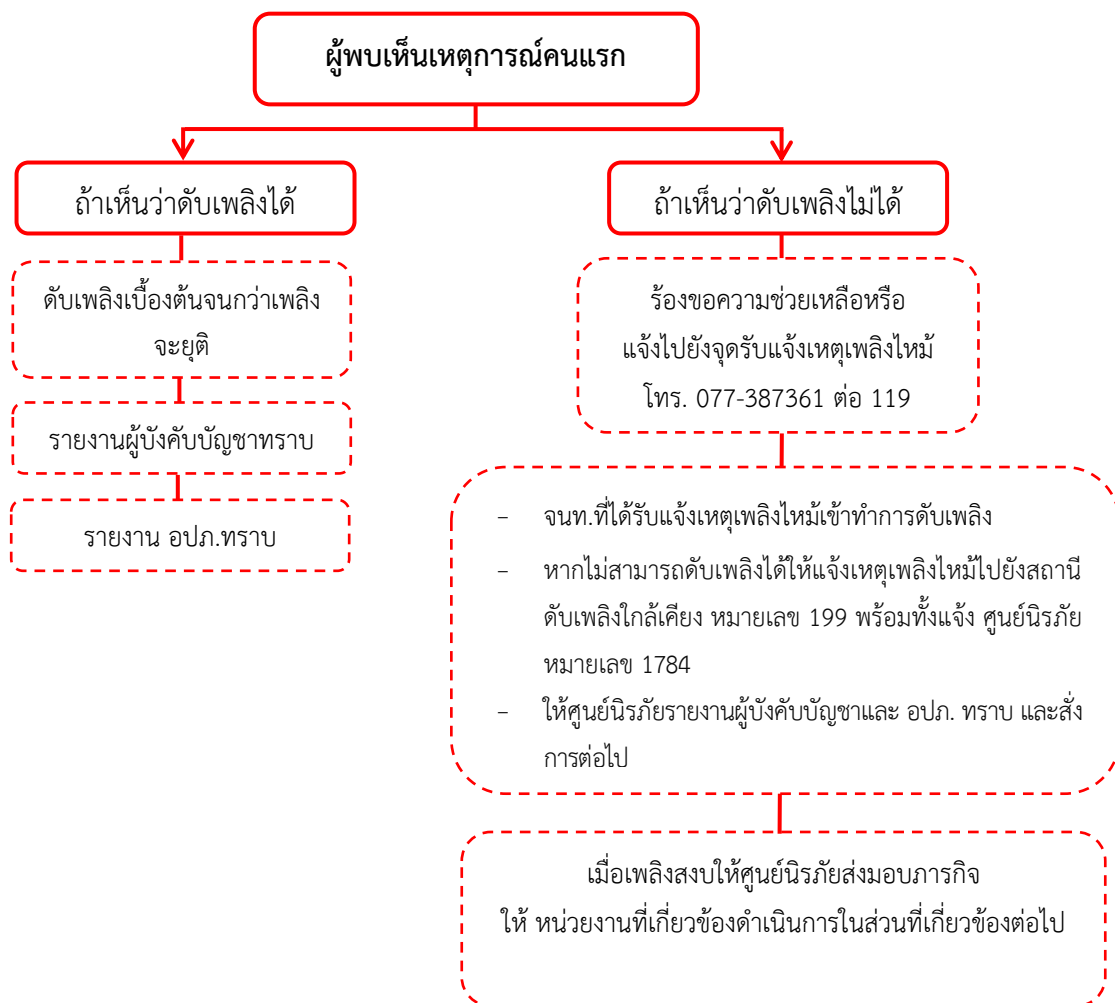 ผู้พบเห็นเหตุการณ์คนแรก
ถ้าเห็นว่าดับเพลิงได้
ดับเพลิงเบื้องต้นจนกว่าเพลิง
จะยุติ
รายงานผู้บังคับบัญชาทราบ
รายงาน อปภ.ทราบ
ถ้าเห็นว่าดับเพลิงไม่ได้
ร้องขอความช่วยเหลือหรือ
แจ้งไปยังจุดรับแจ้งเหตุเพลิงไหม้
โทร. 077-387361 ต่อ 119
- จนท.ที่ได้รับแจ้งเหตุเพลิงไหม้เข้าทำการดับเพลิง
- หากไม่สามารถดับเพลิงได้ให้แจ้งเหตุเพลิงไหม้ไปยังสถานี
ดับเพลิงใกล้เคียง หมายเลข 199 พร้อมทั้งแจ้ง ศูนย์นิรภัย
หมายเลข 1784
- ให้ศูนย์นิรภัยรายงานผู้บังคับบัญชาและ อปภ. ทราบ และสั่ง
การต่อไป
เมื่อเพลิงสงบให้ศูนย์นิรภัยส่งมอบภารกิจ
ให้ หน่วยงานที่เกี่ยวข้องดำเนินการในส่วนที่เกี่ยวข้องต่อไป